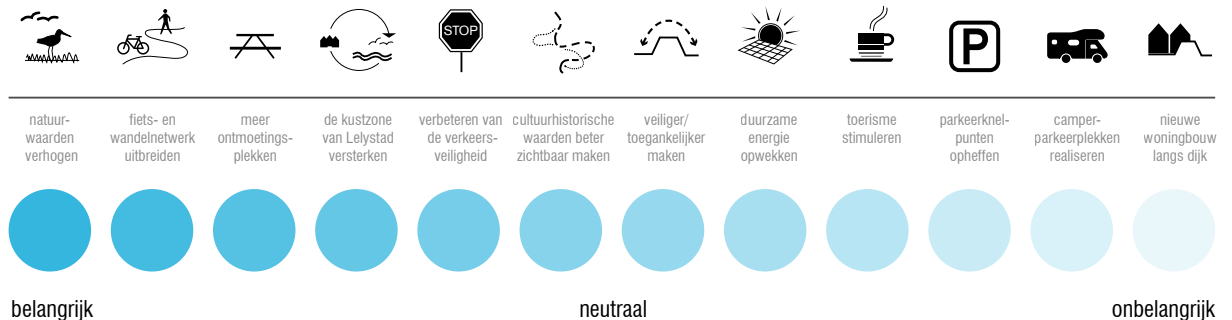 STOP
P
natuur-
waarden
verhogen
fiets- en
wandelnetwerk
uitbreiden
meer
ontmoetings-
plekken
de kustzone
van Lelystad
versterken
verbeteren van
de verkeers-
veiligheid
cultuurhistorische
waarden beter
zichtbaar maken
veiliger/
toegankelijker
maken
duurzame
energie
opwekken
toerisme
stimuleren
parkeerknel-
punten
opheffen
camper-
parkeerplekken
realiseren
nieuwe
woningbouw
langs dijk
belangrijk
neutraal
onbelangrijk